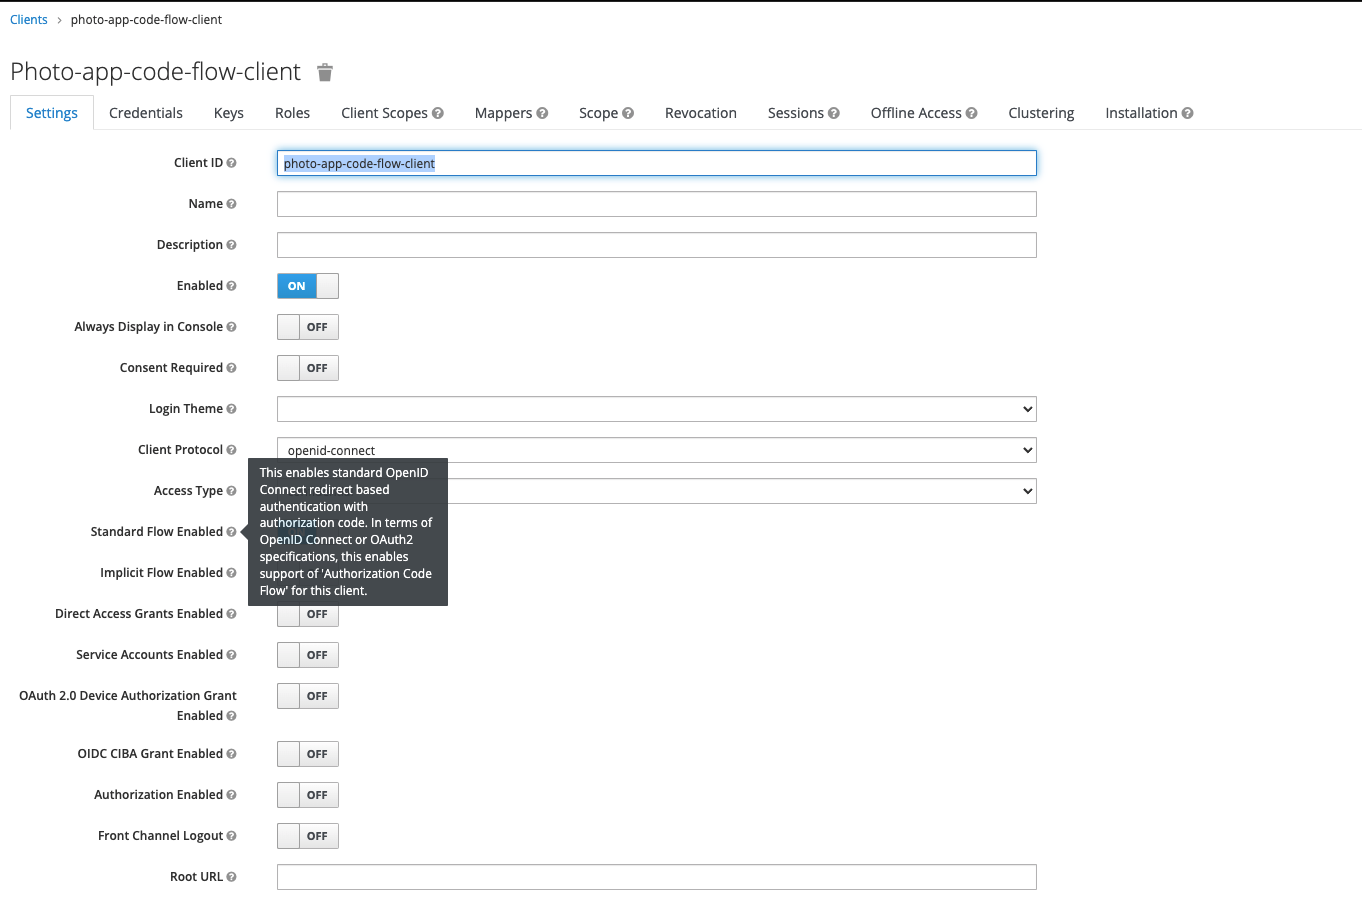 Clients › photo-app-code-flow-client
Photo-app-code-flow-client
Settings Credentials Keys Roles Client Scopes Mappers Scope Revocation Sessions Offline Access Clustering Installation
Client ID photo-app-code-flow-client
Name
Description
Enabled ON
Always Display in Console OFF
Consent Required OFF
Login Theme
Client Protocol openid-connect
Access Type
Standard Flow Enabled
This enables standard OpenID
Connect redirect based
authentication with
authorization code. In terms of
OpenID Connect or OAuth2
specifications, this enables
support of 'Authorization Code
Flow' for this client.
Implicit Flow Enabled
Direct Access Grants Enabled OFF
Service Accounts Enabled OFF
OAuth 2.0 Device Authorization Grant
Enabled OFF
OIDC CIBA Grant Enabled OFF
Authorization Enabled OFF
Front Channel Logout OFF
Root URL